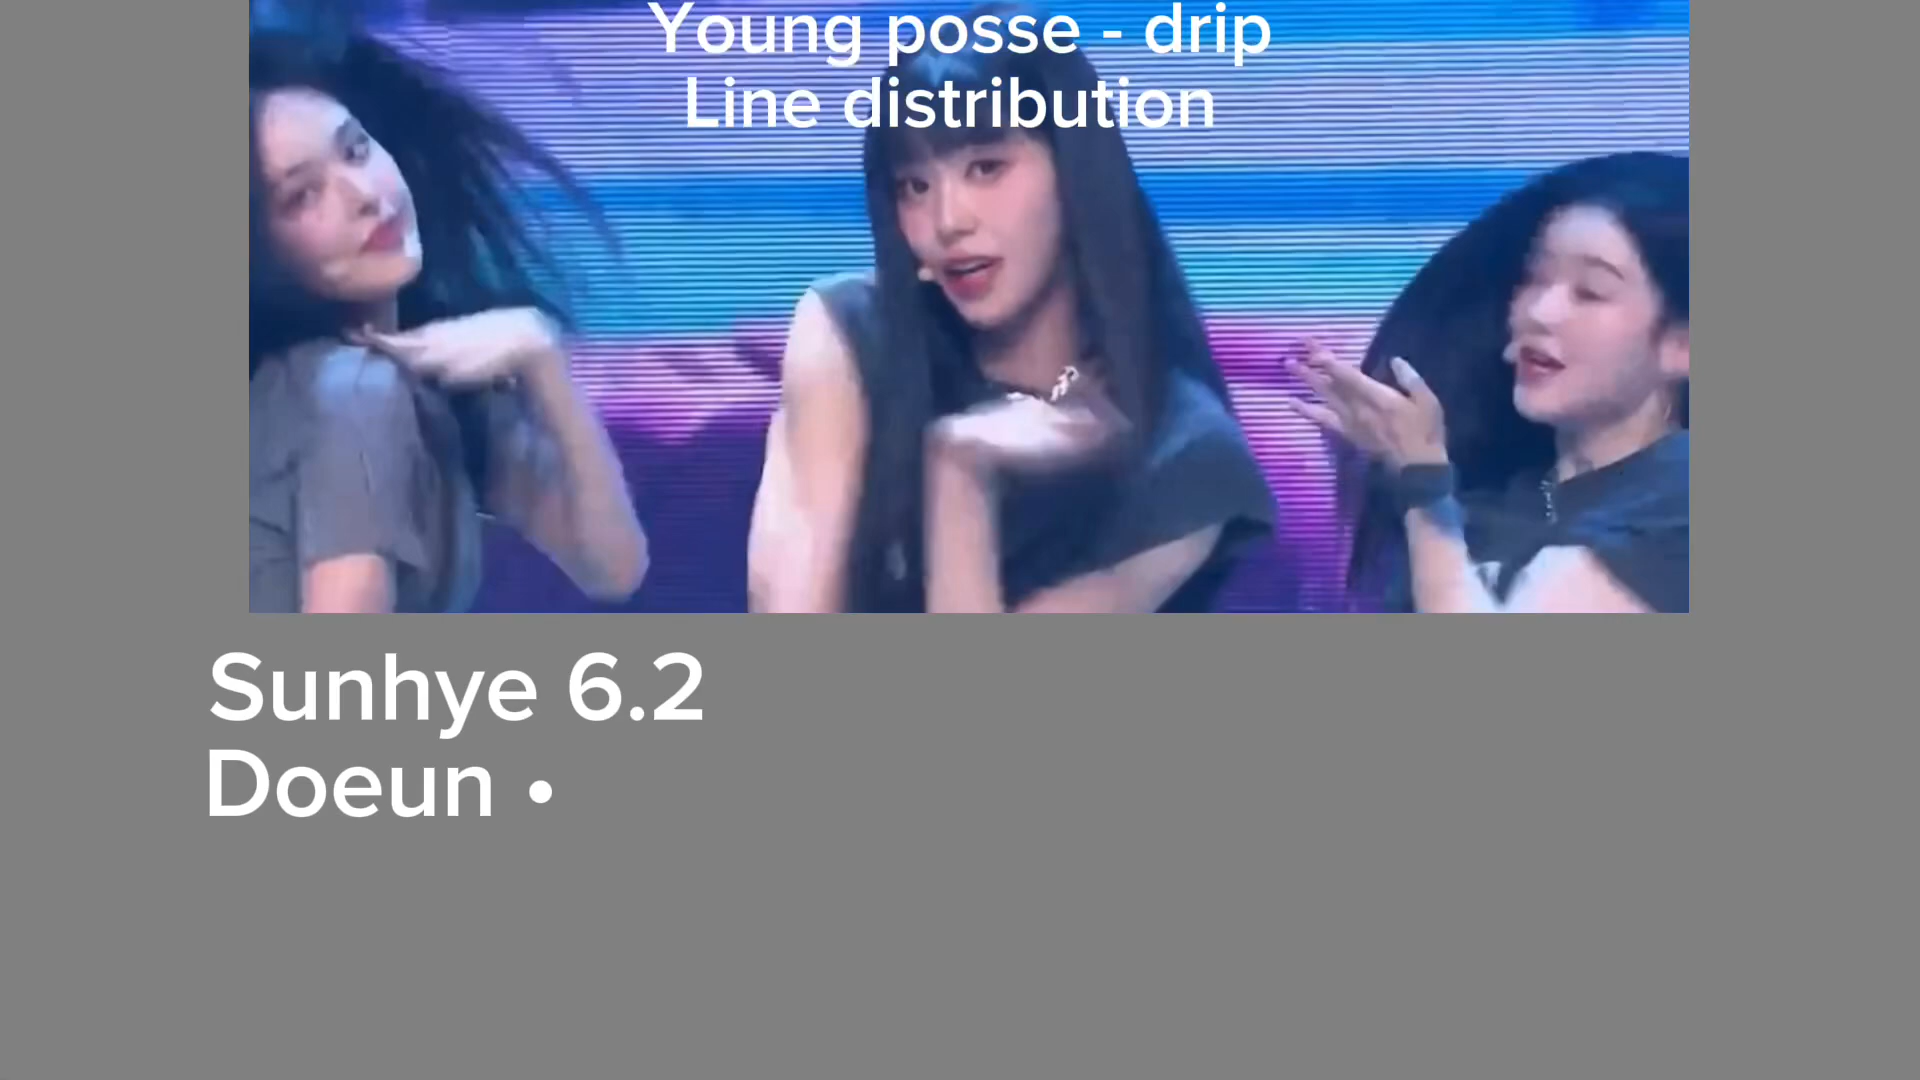 Young posse - drip
Line distribution
Sunhye 6.2
Doeun •